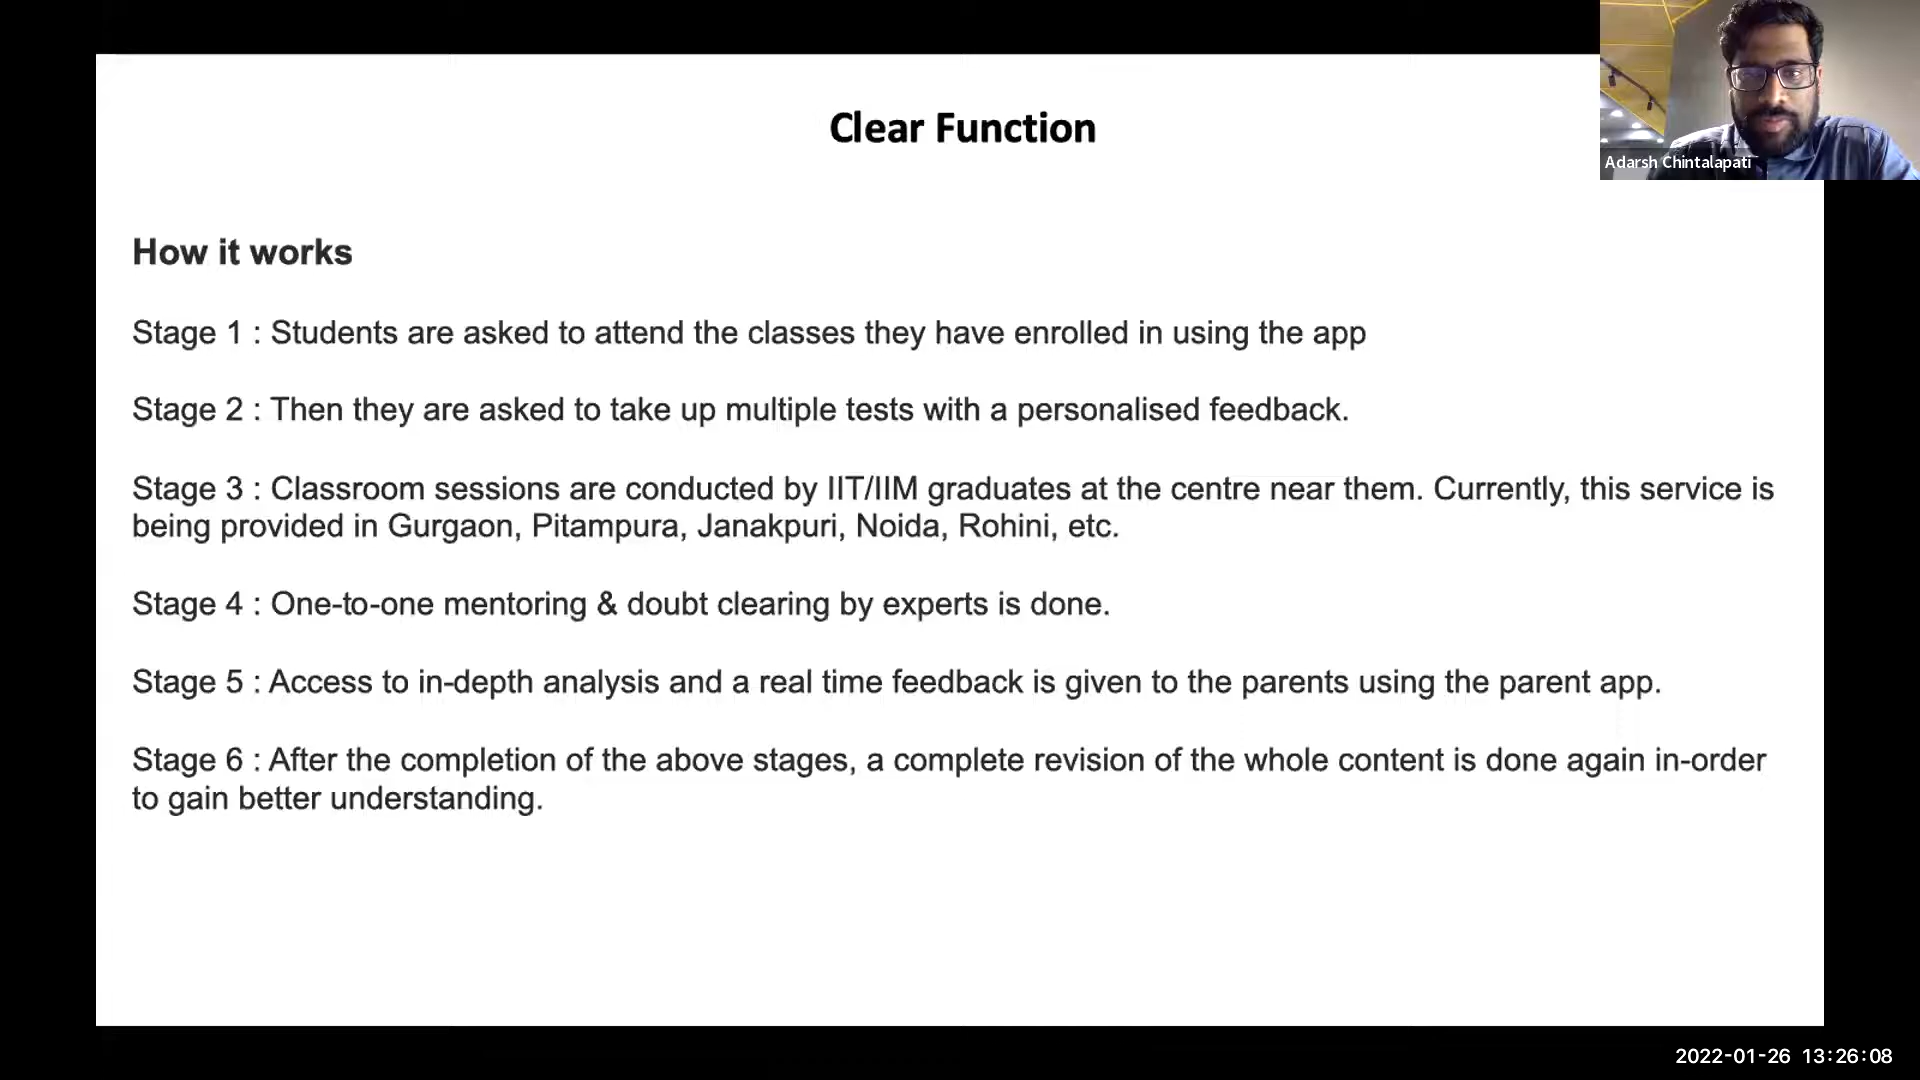 Clear Function
Adarsh Chintalapati
How it works
Stage 1 : Students are asked to attend the classes they have enrolled in using the app
Stage 2 : Then they are asked to take up multiple tests with a personalised feedback.
Stage 3 : Classroom sessions are conducted by IIT/IIM graduates at the centre near them. Currently, this service is
being provided in Gurgaon, Pitampura, Janakpuri, Noida, Rohini, etc.
Stage 4 : One-to-one mentoring & doubt clearing by experts is done.
Stage 5 : Access to in-depth analysis and a real time feedback is given to the parents using the parent app.
Stage 6 : After the completion of the above stages, a complete revision of the whole content is done again in-order
to gain better understanding.
2022-01-26 13:26:08